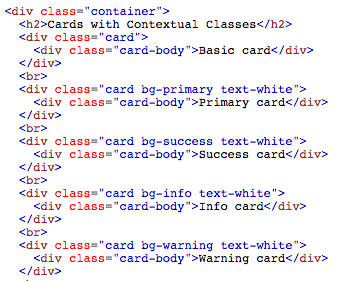 <div class="container">
<h2>Cards with Contextual Classes</h2>
<div class="card">
<div class="card-body">Basic card</div>
</div>
<br>
<div class="card bg-primary text-white">
<div class="card-body">Primary card</div>
</div>
<br>
<div class="card bg-success text-white">
<div class="card-body">Success card</div>
</div>
<br>
<div class="card bg-info text-white">
<div class="card-body">Info card</div>
</div>
<br>
<div class="card bg-warning text-white">
<div class="card-body">Warning card</div>
</div>